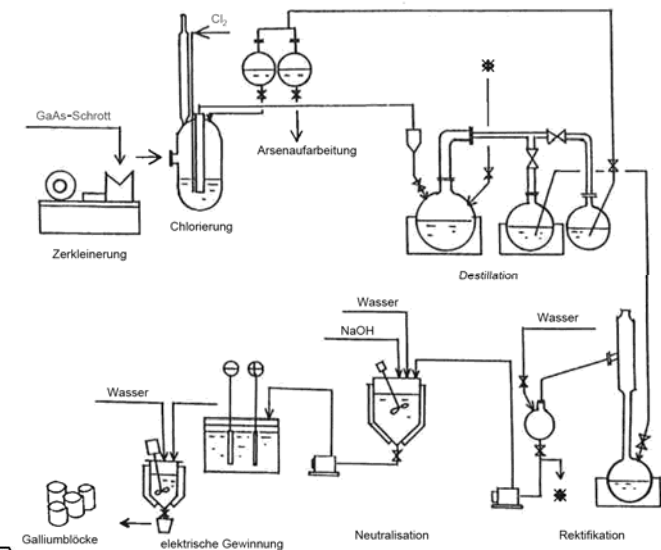 Cl₂
GaAs-Schrott
Arsenaufarbeitung
Chlorierung
Zerkleinerung
Destillation
Wasser
NaOH
Wasser
Wasser
Galliumblöcke
elektrische Gewinnung
Neutralisation
Rektifikation